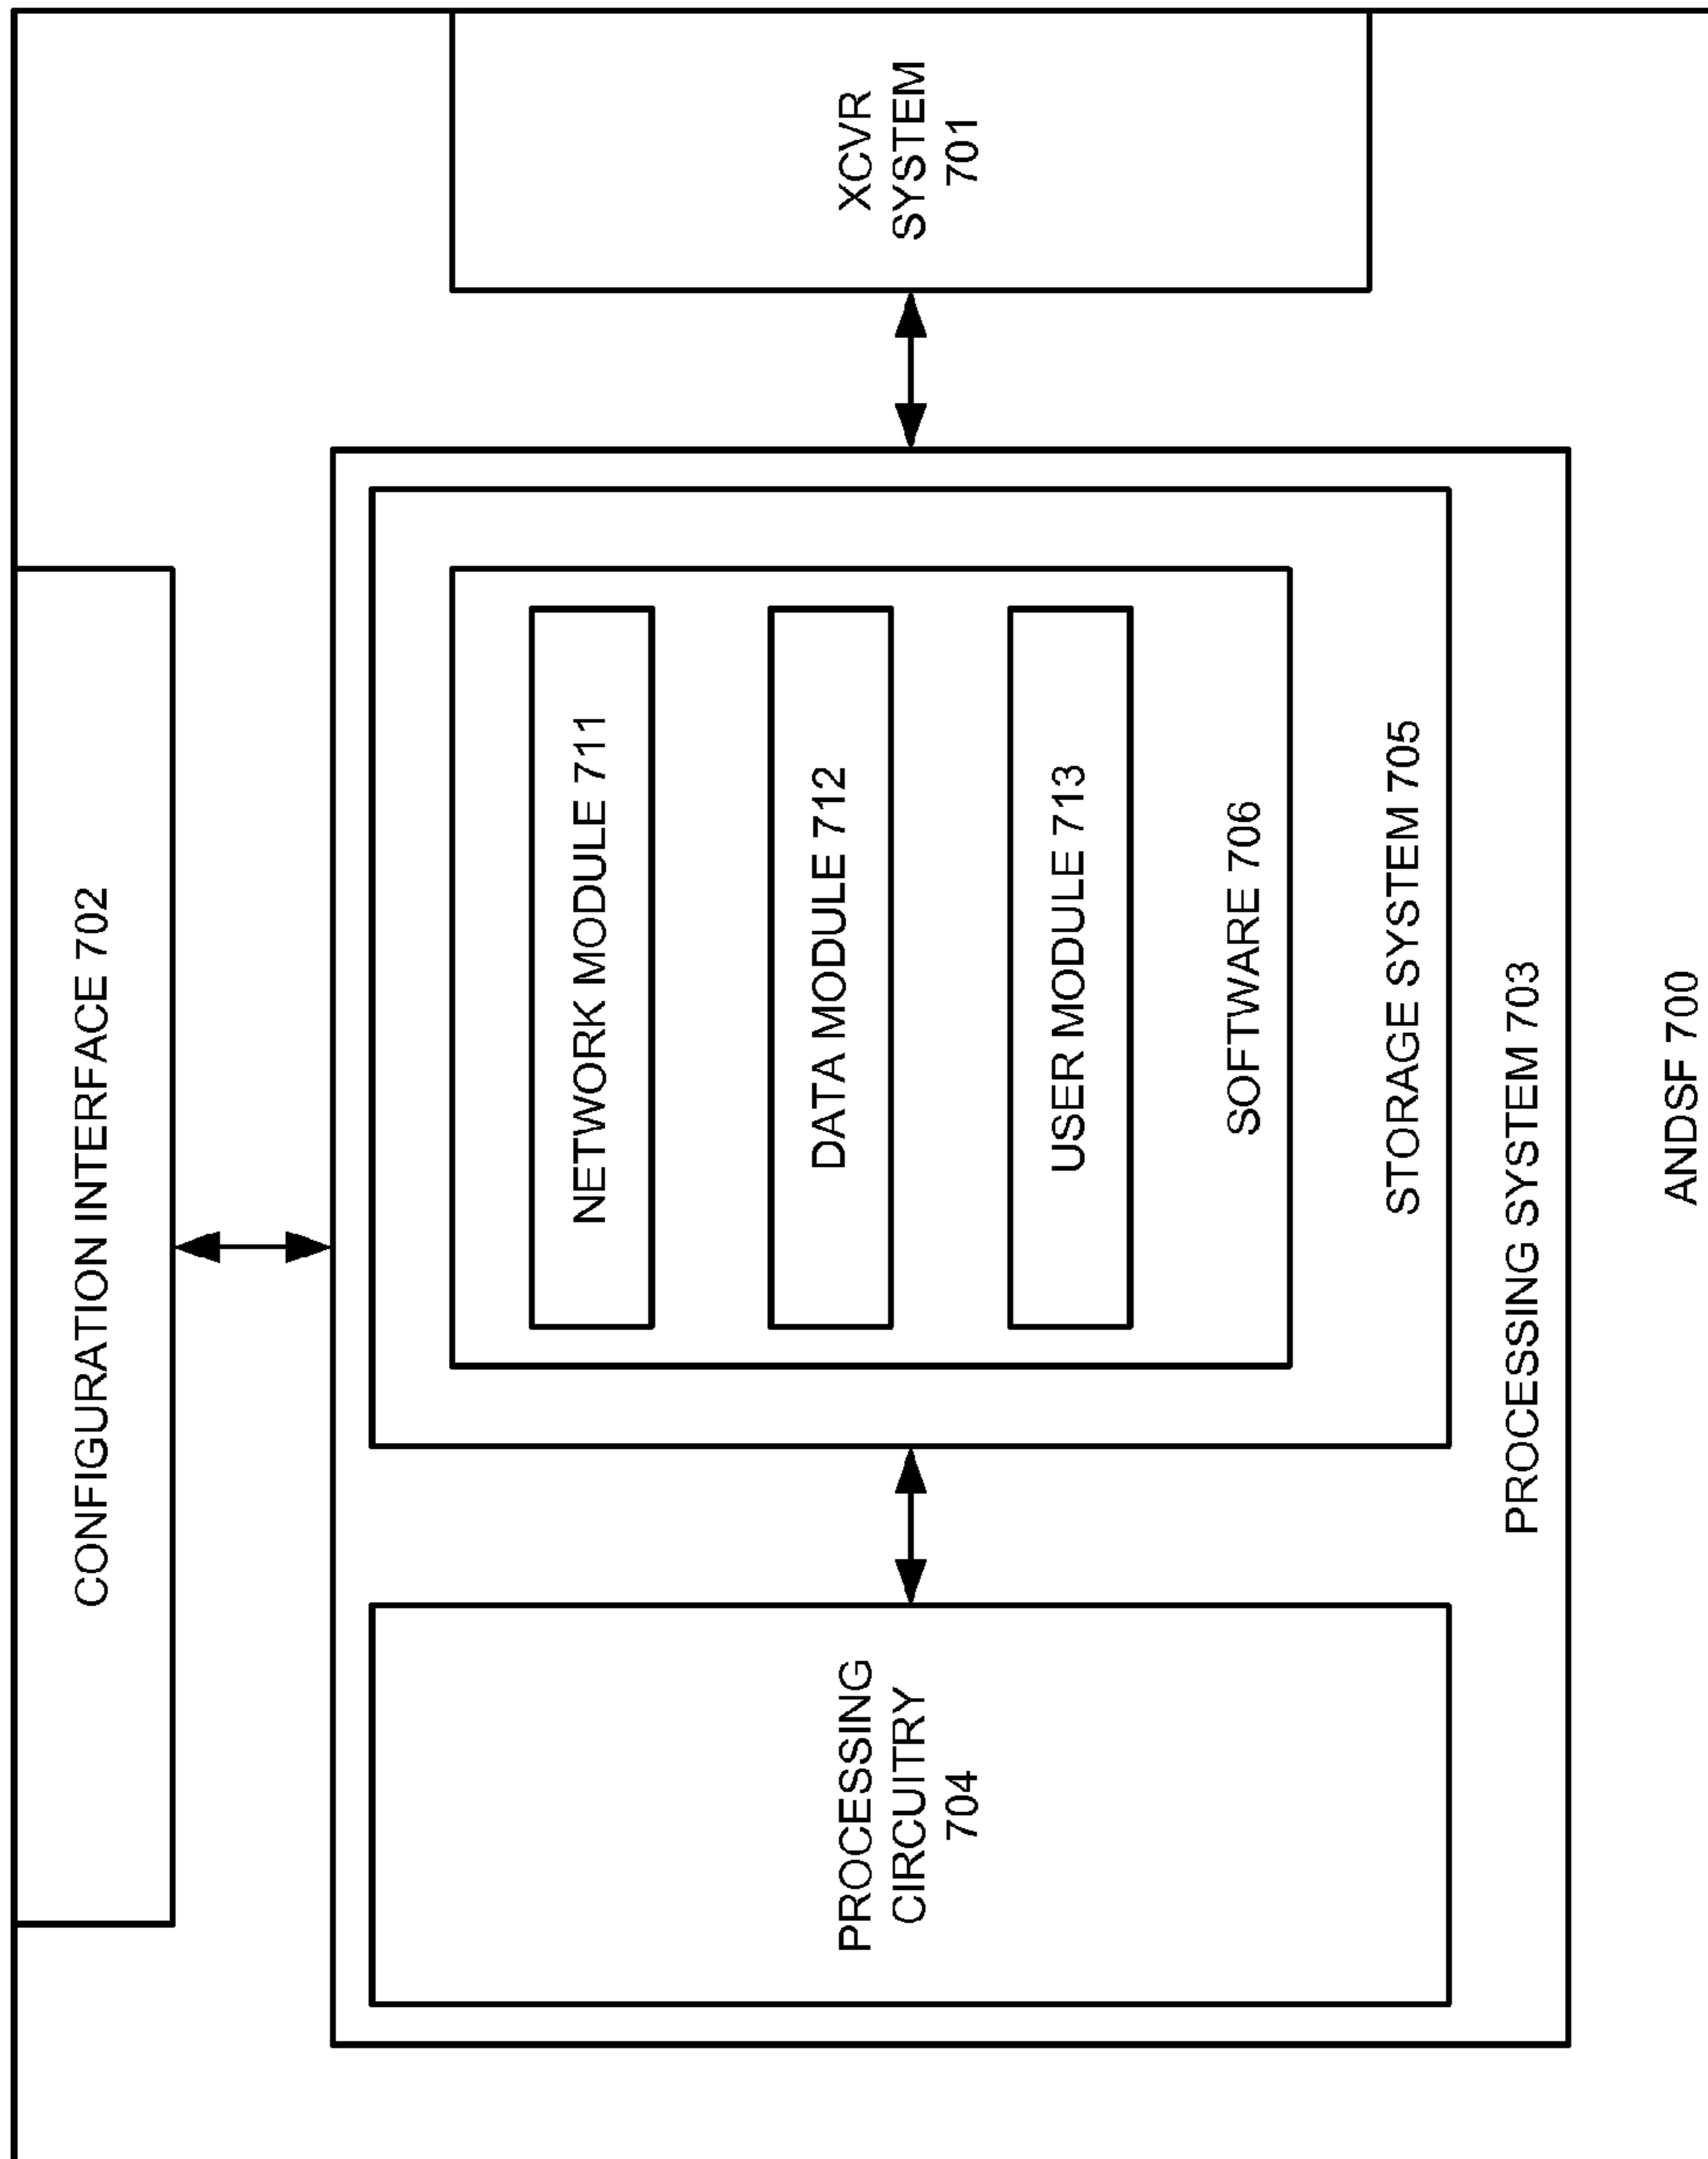 CONFIGURATION INTERFACE 702
PROCESSING
CIRCUITRY
704
NETWORK MODULE 711
DATA MODULE 712
USER MODULE 713
SOFTWARE 706
STORAGE SYSTEM 705
PROCESSING SYSTEM 703
XCVR
SYSTEM
701
ANDSF 700